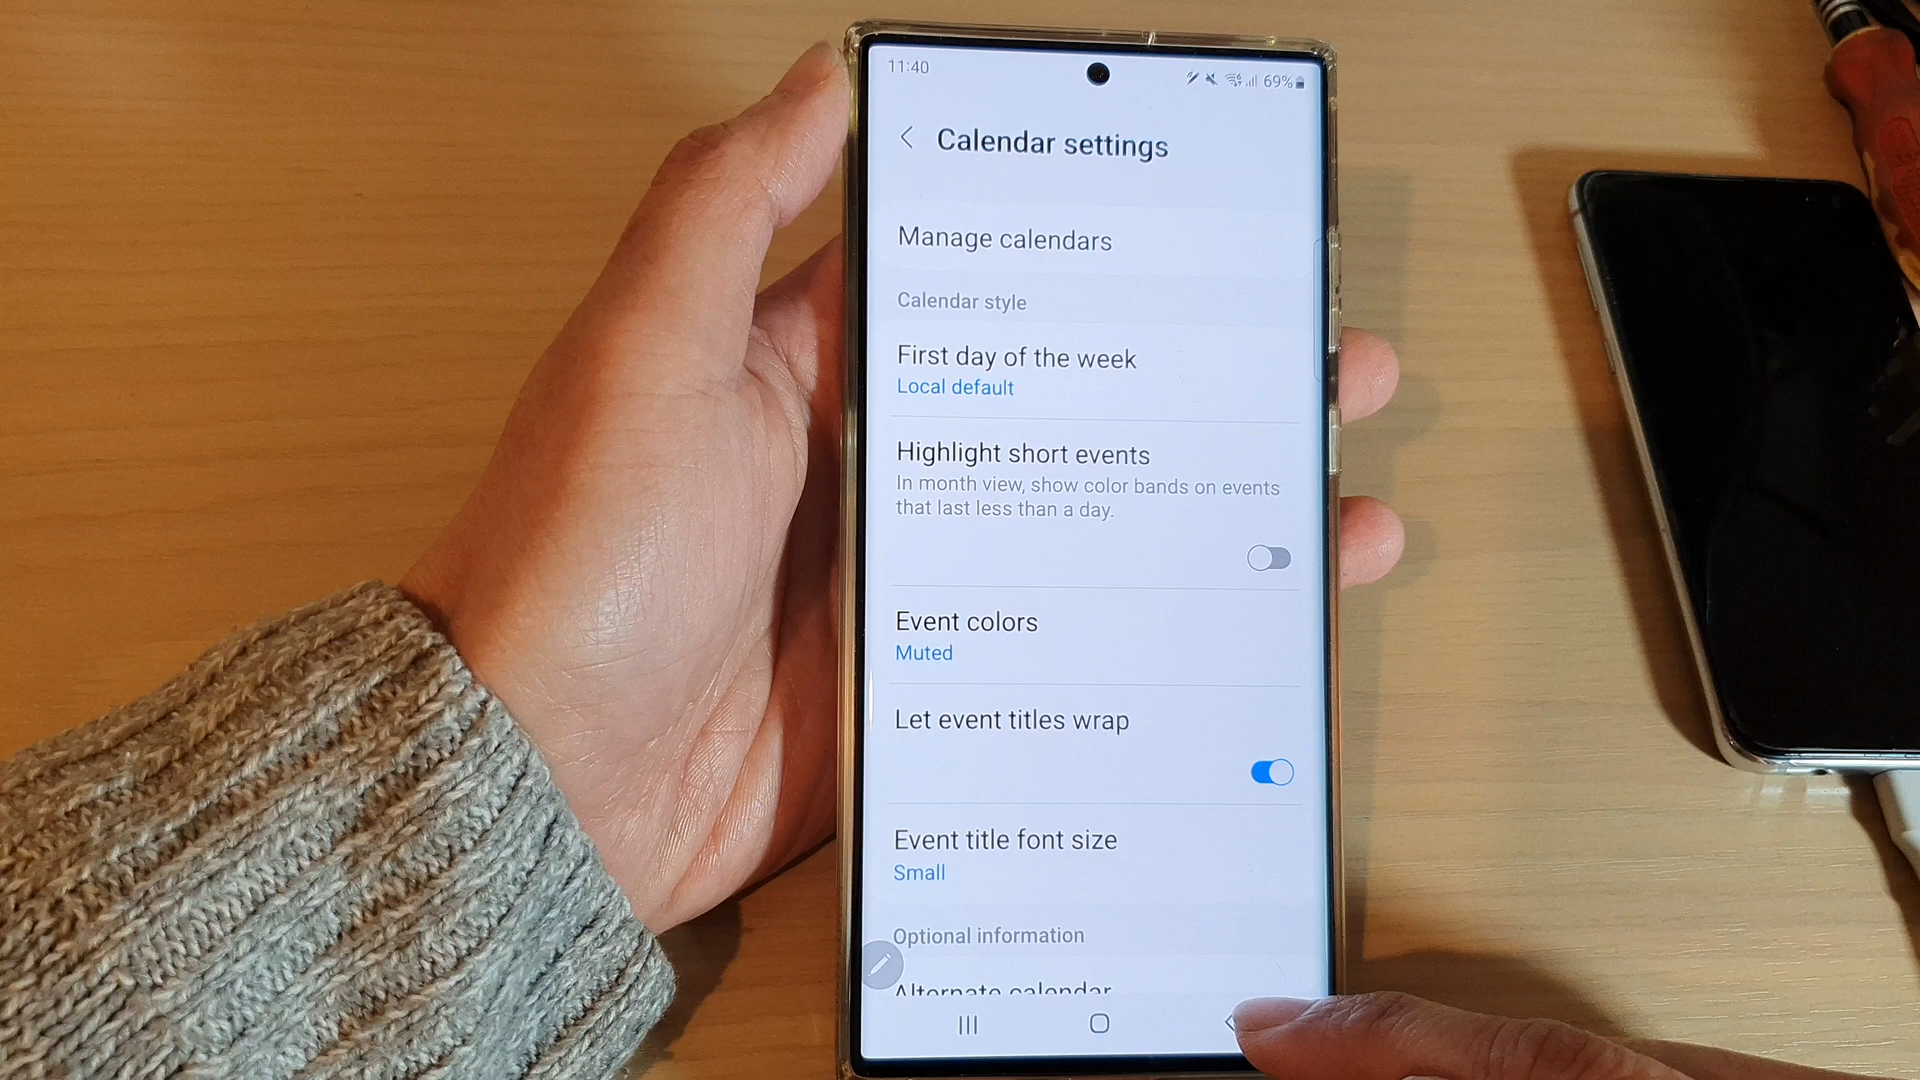 11:40
69%
Calendar settings
Manage calendars
Calendar style
First day of the week
Local default
Highlight short events
In month view, show color bands on events
that last less than a day.
Event colors
Muted
Let event titles wrap
Event title font size
Small
Optional information
Alternate calendar